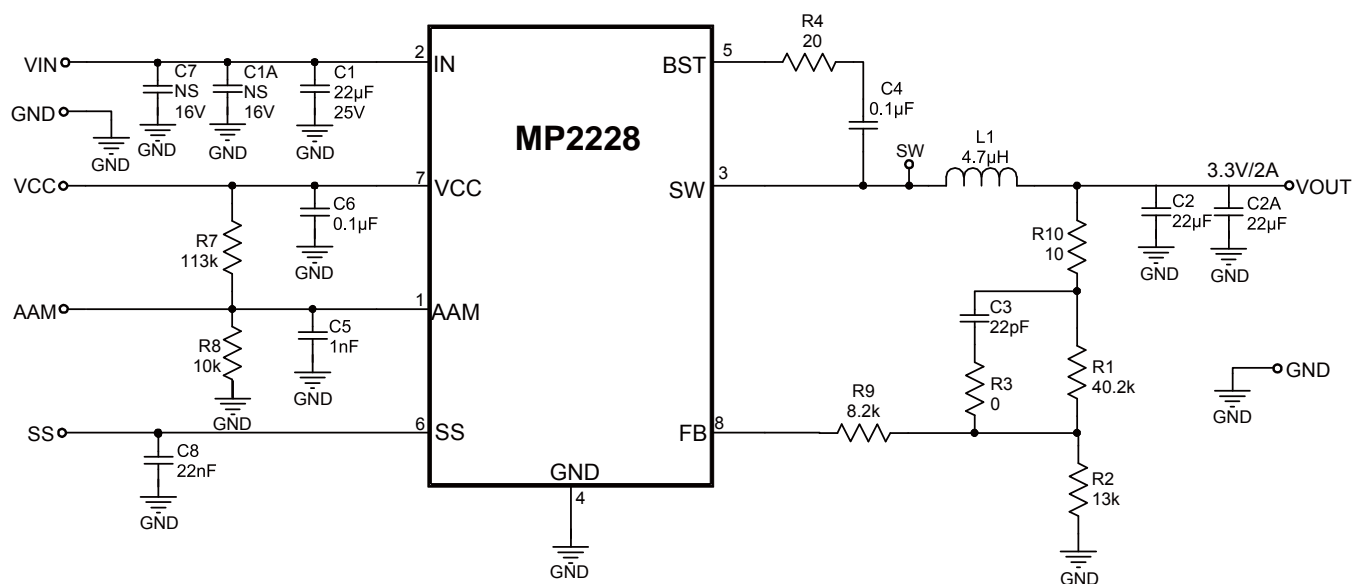 VIN
C7
NS
16V
C1A
NS
16V
C1
22µF
25V
2
IN
GND
GND
GND
GND
GND
VCC
7
VCC
C6
0.1µF
GND
R7
113k
AAM
1
AAM
C5
1nF
GND
R8
10k
GND
SS
6
SS
C8
22nF
GND
MP2228
GND
4
GND
BST
5
R4
20
C4
0.1µF
SW
3
SW
L1
4.7µH
3.3V/2A
VOUT
C2
22µF
GND
C2A
22µF
GND
R10
10
C3
22pF
R3
0
R1
40.2k
GND
GND
FB
8
R9
8.2k
R2
13k
GND